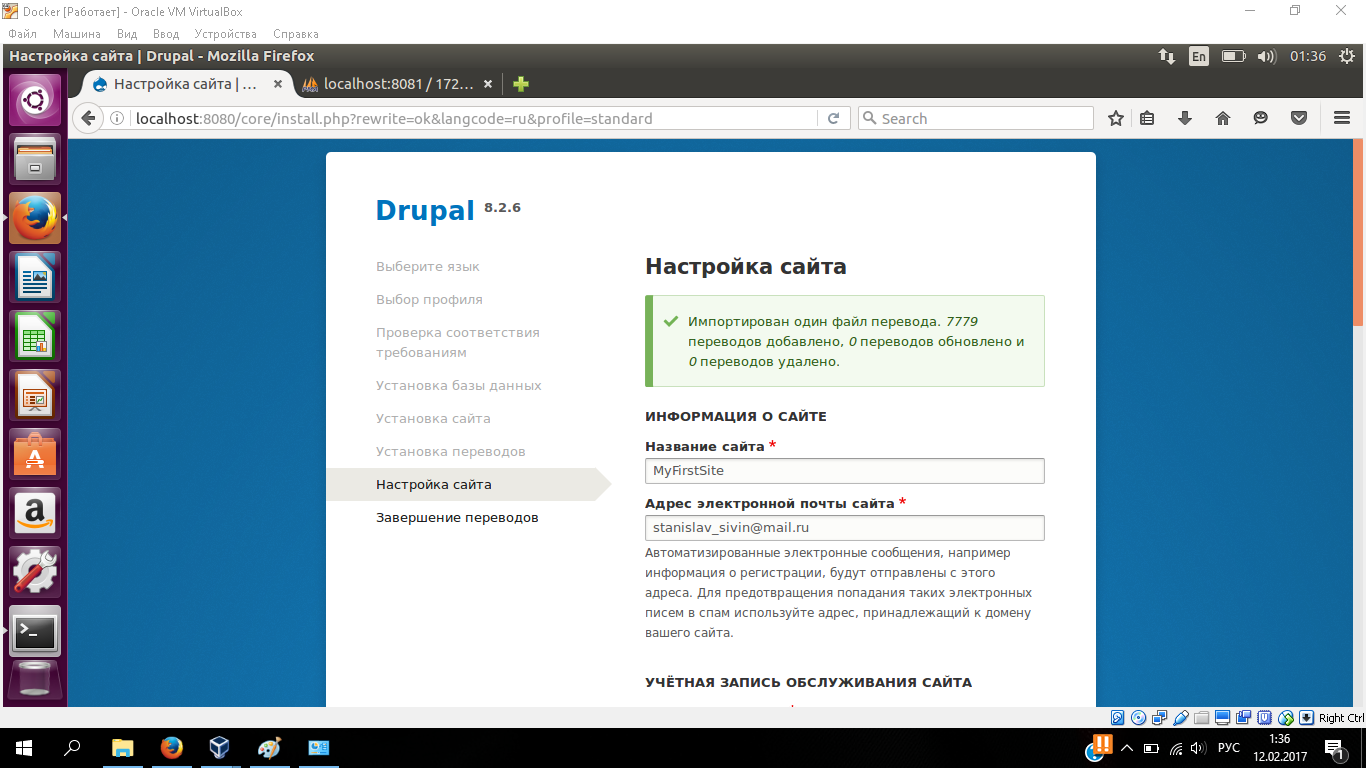 Docker [Работает] - Oracle VM VirtualBox
Файл Машина Вид Ввод Устройства Справка
Настройка сайта | Drupal - Mozilla Firefox
En
01:36
Настройка сайта | ...
localhost:8081 / 172...
localhost:8080/core/install.php?rewrite=ok&langcode=ru&profile=standard
Search
Drupal 8.2.6
Выберите язык
Выбор профиля
Проверка соответствия
требованиям
Установка базы данных
Установка сайта
Установка переводов
Настройка сайта
Завершение переводов
Настройка сайта
Импортирован один файл перевода. 7779
переводов добавлено, 0 переводов обновлено и
0 переводов удалено.
ИНФОРМАЦИЯ О САЙТЕ
Название сайта *
MyFirstSite
Адрес электронной почты сайта *
stanislav_sivin@mail.ru
Автоматизированные электронные сообщения, например
информация о регистрации, будут отправлены с этого
адреса. Для предотвращения попадания таких электронных
писем в спам используйте адрес, принадлежащий к домену
вашего сайта.
УЧЁТНАЯ ЗАПИСЬ ОБСЛУЖИВАНИЯ САЙТА
Right Ctrl
РУС
1:36
12.02.2017
1